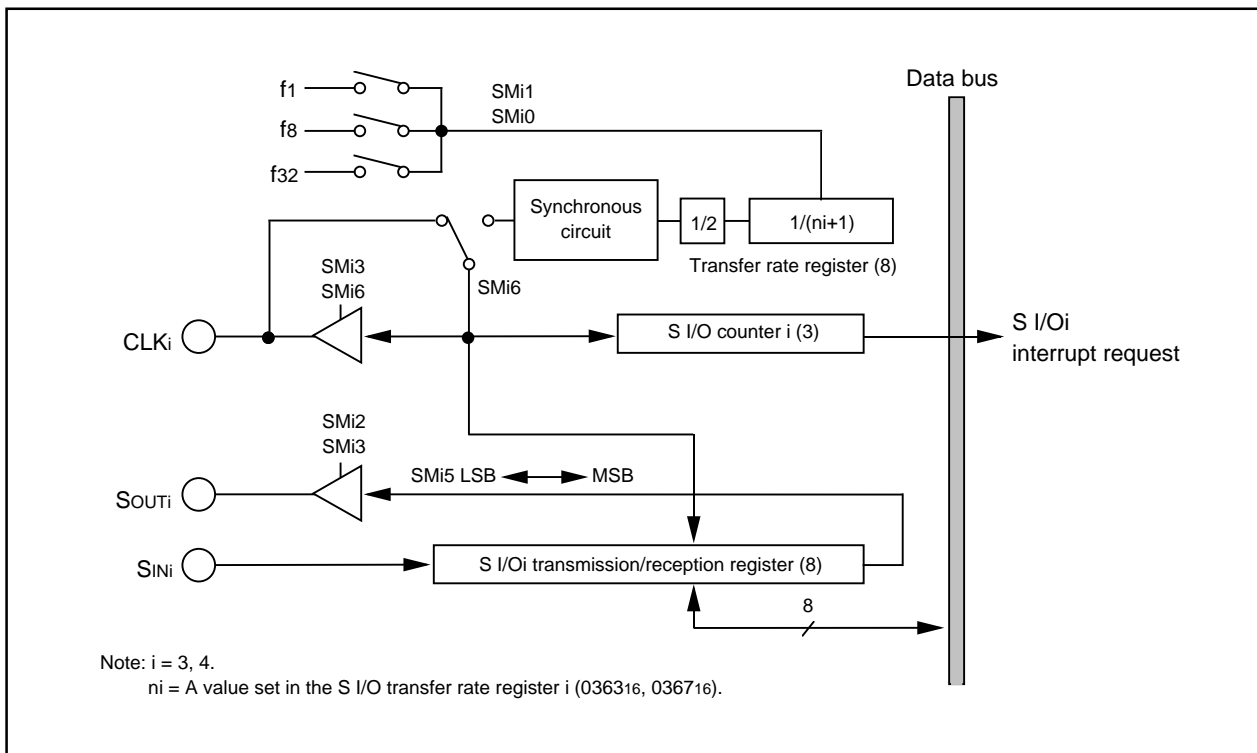 Data bus
f1
SMi1
SMi0
f8
f32
Synchronous
circuit
1/2
1/(ni+1)
Transfer rate register (8)
SMi3
SMi6
SMi6
CLKi
S I/O counter i (3)
S I/Oi
interrupt request
SMi2
SMi3
SMi5 LSB
MSB
SOUTi
SINi
S I/Oi transmission/reception register (8)
8
Note: i = 3, 4.
ni = A value set in the S I/O transfer rate register i (036316, 036716).